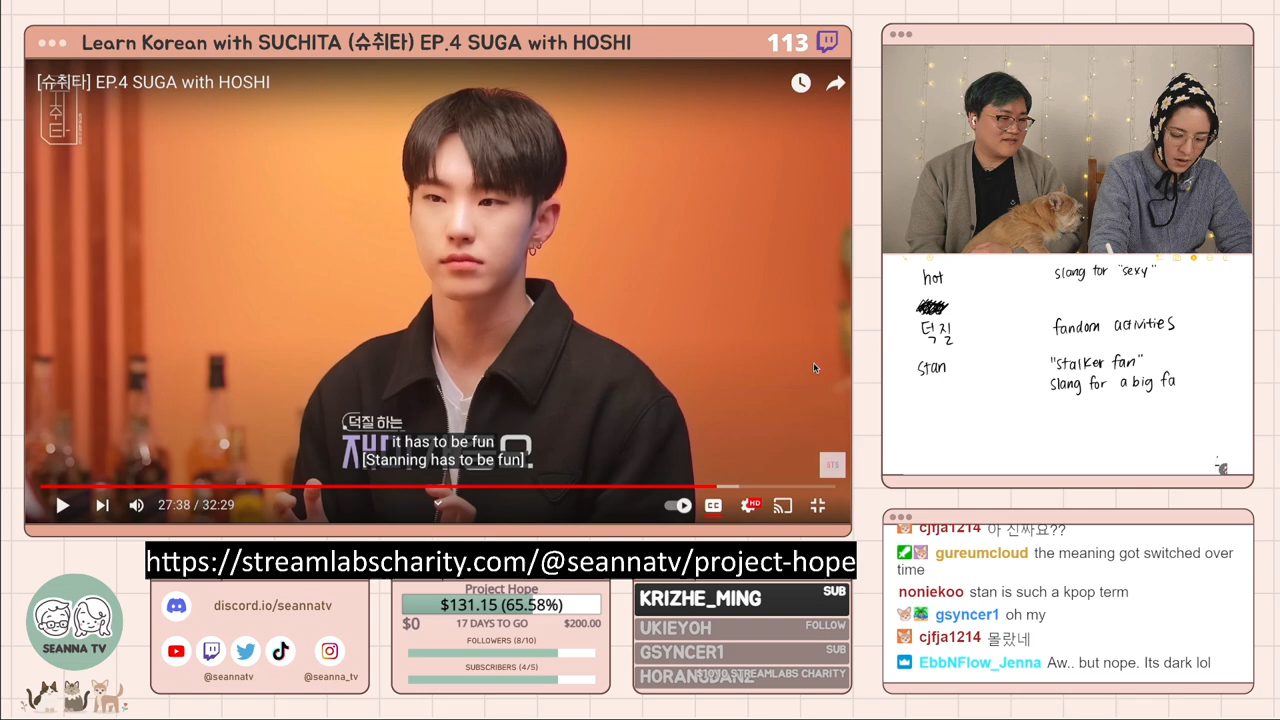 Learn Korean with SUCHITA (슈취타) EP.4 SUGA with HOSHI
113
[슈취타] EP.4 SUGA with HOSHI
덕질 하는
it has to be fun
[Stanning has to be fun]
27:38 / 32:29
CC
HD
hot
slang for "sexy"
덕질
fandom activities
stan
"stalker fan"
slang for a big fa
cjfja1214 아 진짜요??
gureumcloud the meaning got switched over
time
noniekoo stan is such a kpop term
gsyncer1 oh my
cjfja1214 몰랐네
EbbNFlow_Jenna Aw.. but nope. Its dark lol
https://streamlabscharity.com/@seannatv/project-hope
SEANNA TV
discord.io/seannatv
@seannatv
@seanna_tv
Project Hope
$131.15 (65.58%)
$0
17 DAYS TO GO
$200.00
FOLLOWERS (8/10)
SUBSCRIBERS (4/5)
KRIZHE_MING
SUB
UKIEYOH
FOLLOW
GSYNCER1
SUB
STREAMLABS CHARITY